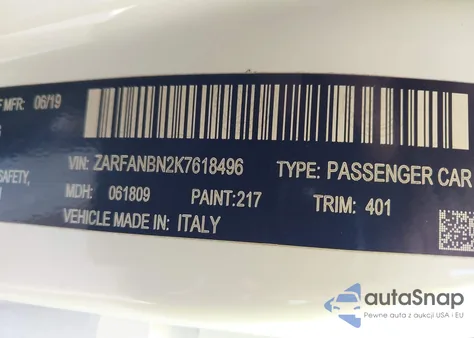 F MFR: 06/19
SAFETY,
VIN: ZARFANBN2K7618496 TYPE: PASSENGER CAR
MDH: 061809 PAINT:217 TRIM: 401
VEHICLE MADE IN: ITALY
autaSnap
Pewne auta z aukcji USA i EU